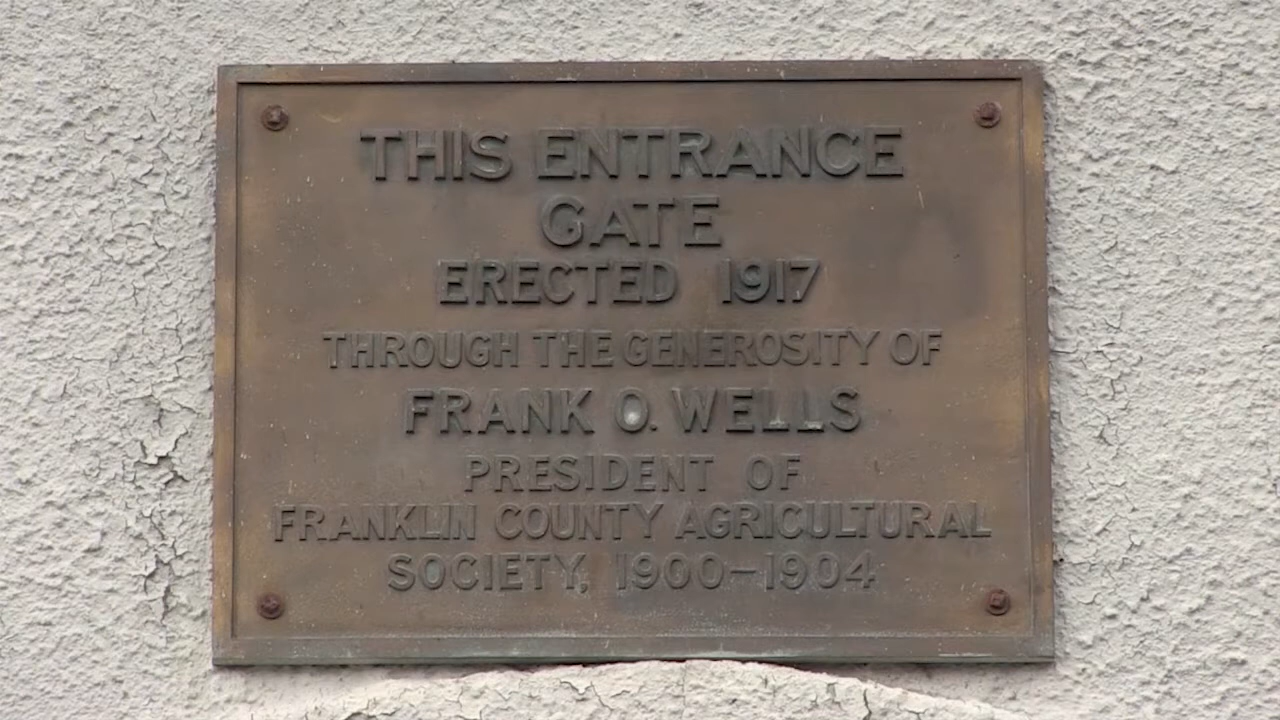 THIS ENTRANCE
GATE
ERECTED 1917
THROUGH THE GENEROSITY OF
FRANK O. WELLS
PRESIDENT OF
FRANKLIN COUNTY AGRICULTURAL
SOCIETY, 1900-1904